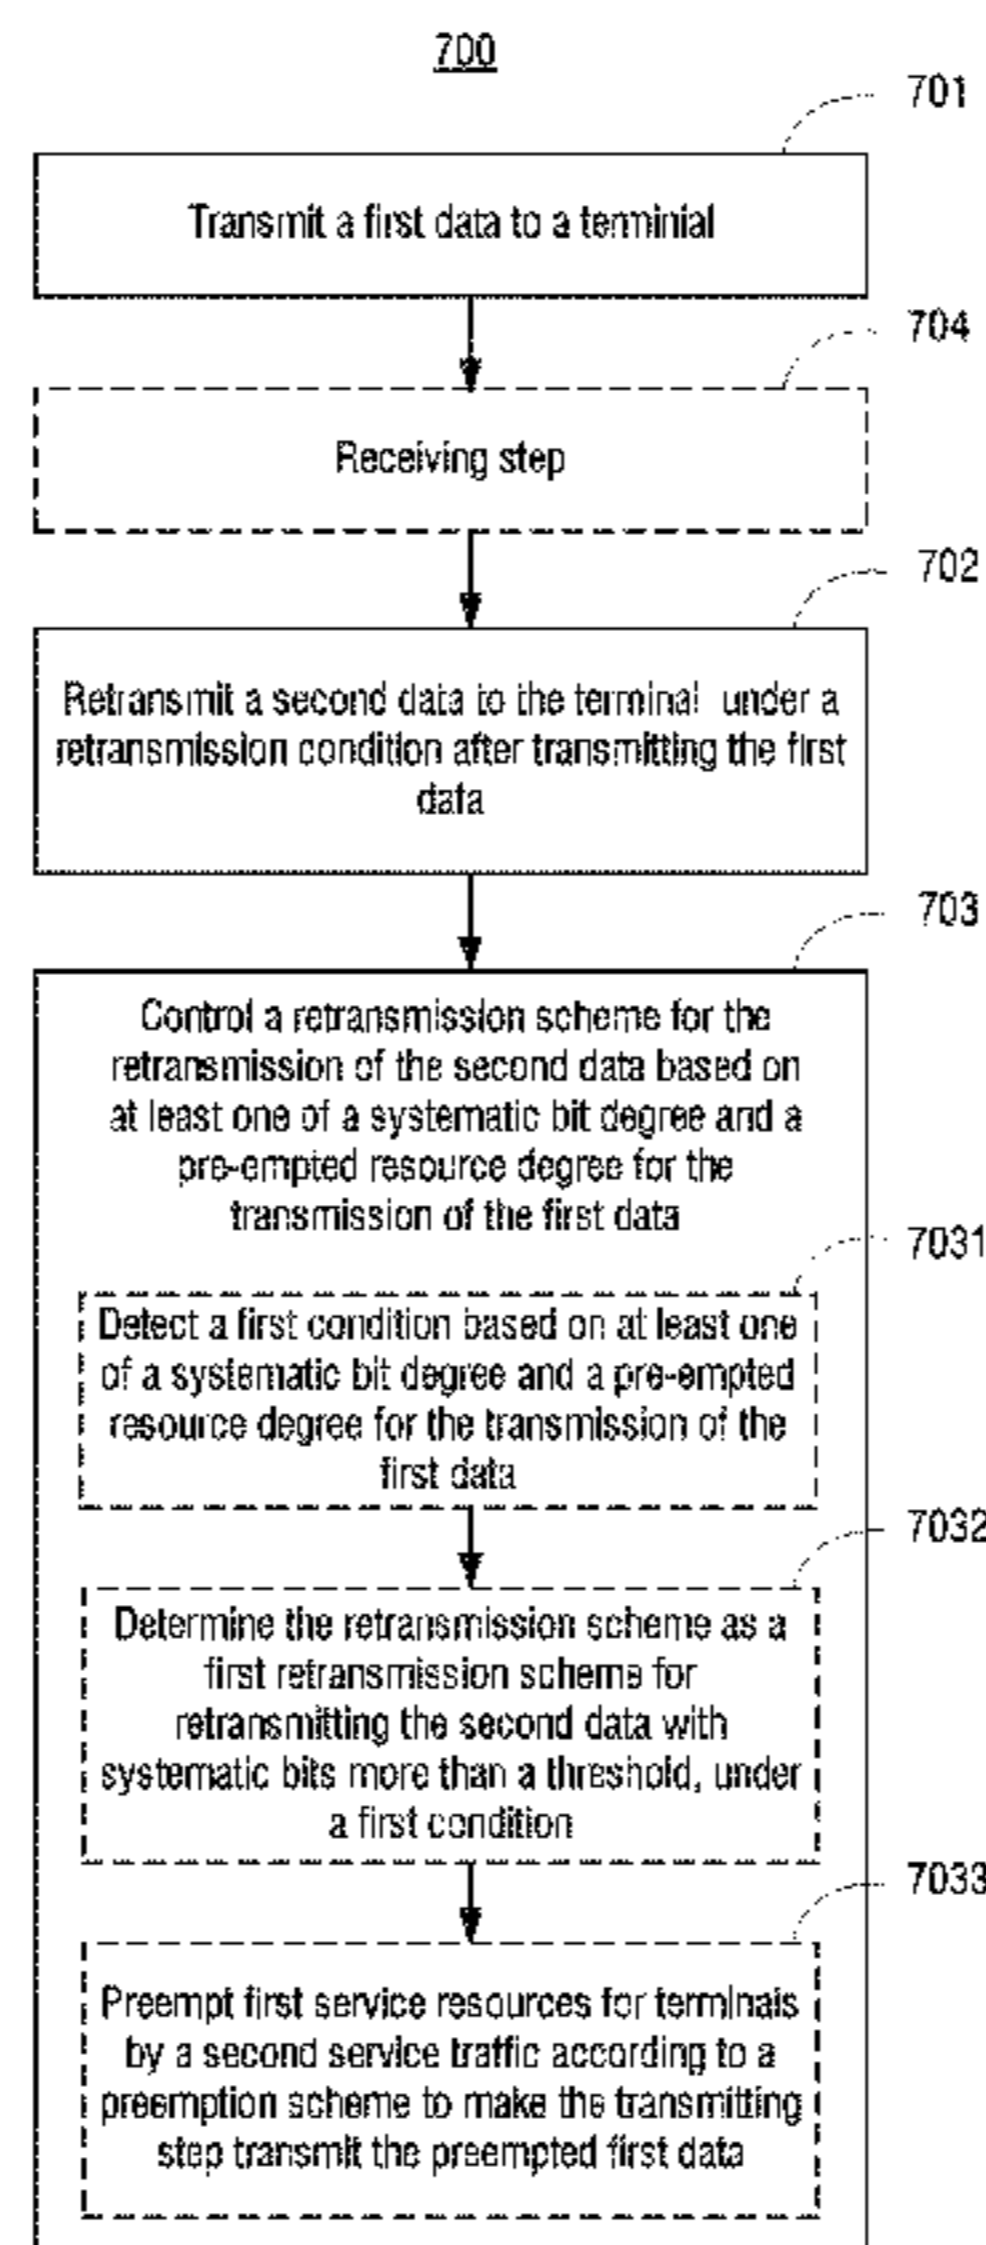 700
701
Transmit a first data to a terminial
704
Receiving step
702
Retransmit a second data to the terminal under a
retransmission condition after transmitting the first
data
703
Control a retransmission scheme for the
retransmission of the second data based on
at least one of a systematic bit degree and a
pre-empted resource degree for the
transmission of the first data
7031
Detect a first condition based on at least one
of a systematic bit degree and a pre-empted
resource degree for the transmission of the
first data
7032
Determine the retransmission scheme as a
first retransmission scheme for
retransmitting the second data with
systematic bits more than a threshold, under
a first condition
7033
Preempt first service resources for terminals
by a second service traffic according to a
preemption scheme to make the transmitting
step transmit the preempted first data